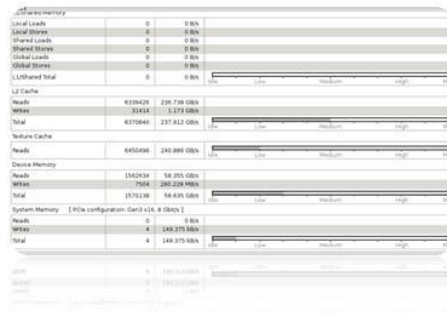 L1/Shared Memory
Local Loads 0 0 B/s
Local Stores 0 0 B/s
Shared Loads 0 0 B/s
Shared Stores 0 0 B/s
Global Loads 0 0 B/s
Global Stores 0 0 B/s
L1/Shared Total 0 0 B/s Idle Low Medium High
L2 Cache
Reads 6339426 236.738 GB/s
Writes 31414 1.173 GB/s
Total 6370840 237.912 GB/s Idle Low Medium High
Texture Cache
Reads 6450496 240.886 GB/s Idle Low Medium High
Device Memory
Reads 1562634 58.355 GB/s
Writes 7504 280.228 MB/s
Total 1570138 58.635 GB/s Idle Low Medium High
System Memory [ PCIe configuration: Gen3 x16, 8 Gbit/s ]
Reads 0 0 B/s
Writes 4 149.375 kB/s
Total 4 149.375 kB/s Idle Low Medium High